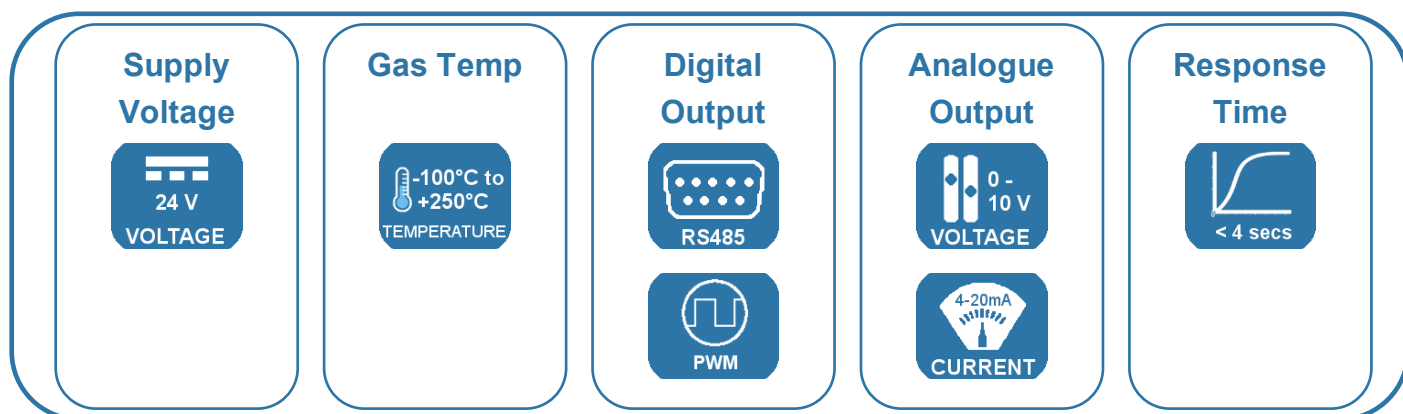 Supply
Voltage
24 V
VOLTAGE
Gas Temp
-100°C to
+250°C
TEMPERATURE
Digital
Output
RS485
PWM
Analogue
Output
0 -
10 V
VOLTAGE
4-20mA
CURRENT
Response
Time
0
< 4 secs